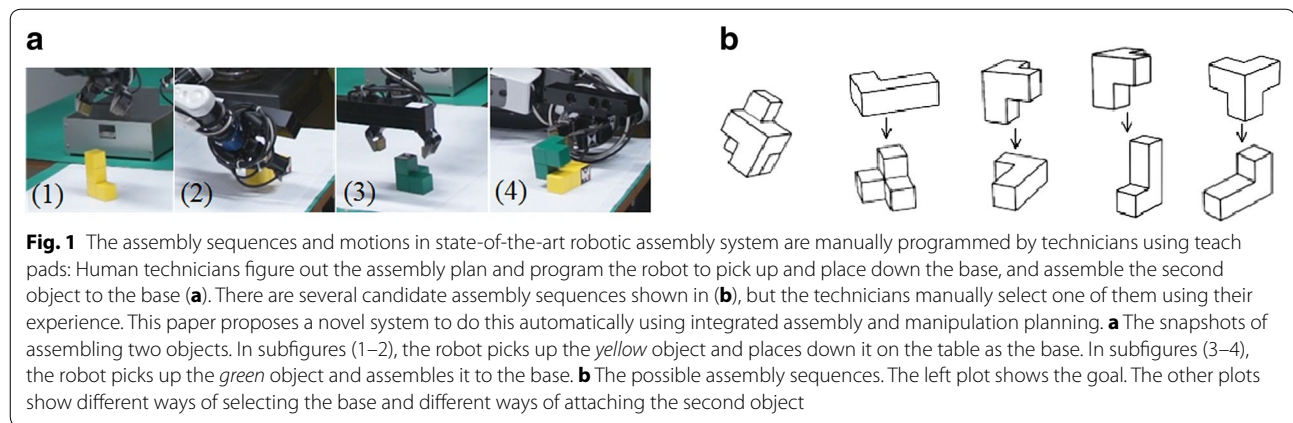 a
b
(1)
(2)
(3)
(4)
Fig. 1 The assembly sequences and motions in state-of-the-art robotic assembly system are manually programmed by technicians using teach
pads: Human technicians figure out the assembly plan and program the robot to pick up and place down the base, and assemble the second
object to the base (a). There are several candidate assembly sequences shown in (b), but the technicians manually select one of them using their
experience. This paper proposes a novel system to do this automatically using integrated assembly and manipulation planning. a The snapshots of
assembling two objects. In subfigures (1–2), the robot picks up the yellow object and places down it on the table as the base. In subfigures (3–4),
the robot picks up the green object and assembles it to the base. b The possible assembly sequences. The left plot shows the goal. The other plots
show different ways of selecting the base and different ways of attaching the second object